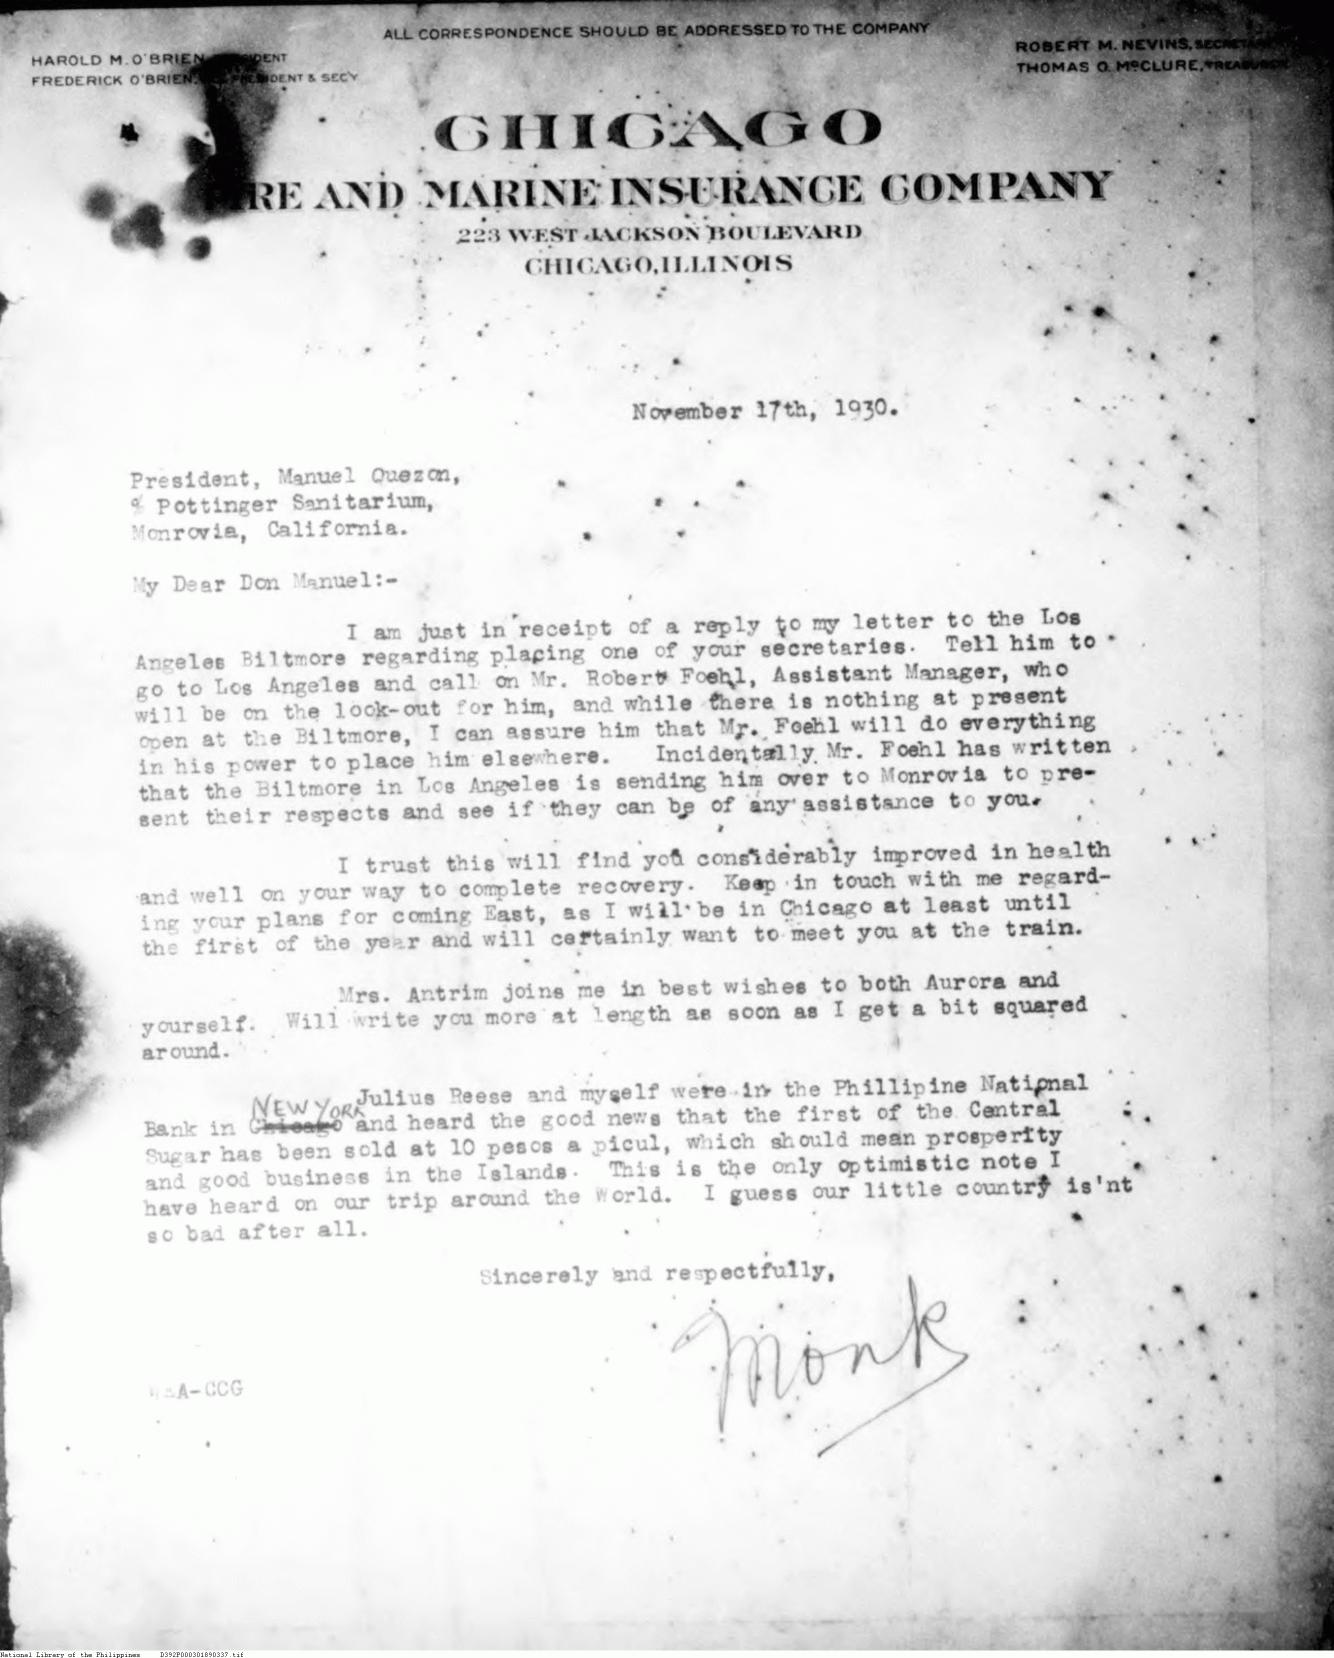 ALL CORRESPONDENCE SHOULD BE ADDRESSED TO THE COMPANY
HAROLD M. O'BRIEN,
FREDERICK O'BRIEN, PRESIDENT & SEC'Y
ROBERT M. NEVINS, SECRETARY
THOMAS O. McCLURE, TREASURER
CHICAGO
FIRE AND MARINE INSURANCE COMPANY
223 WEST JACKSON BOULEVARD
CHICAGO, ILLINOIS
November 17th, 1930.
President, Manuel Quezon,
℅ Pottinger Sanitarium,
Monrovia, California.
My Dear Don Manuel:-
I am just in receipt of a reply to my letter to the Los
Angeles Biltmore regarding placing one of your secretaries. Tell him to
go to Los Angeles and call on Mr. Robert Foehl, Assistant Manager, who
will be on the look-out for him, and while there is nothing at present
open at the Biltmore, I can assure him that Mr. Foehl will do everything
in his power to place him elsewhere. Incidentally Mr. Foehl has written
that the Biltmore in Los Angeles is sending him over to Monrovia to pre-
sent their respects and see if they can be of any assistance to you.
I trust this will find you considerably improved in health
and well on your way to complete recovery. Keep in touch with me regard-
ing your plans for coming East, as I will be in Chicago at least until
the first of the year and will certainly want to meet you at the train.
Mrs. Antrim joins me in best wishes to both Aurora and
yourself. Will write you more at length as soon as I get a bit squared
around.
Julius Reese and myself were in the Phillipine National
NEW YORK
Bank in Chicago and heard the good news that the first of the Central
Sugar has been sold at 10 pesos a picul, which should mean prosperity
and good business in the Islands. This is the only optimistic note I
have heard on our trip around the World. I guess our little country is'nt
so bad after all.
Sincerely and respectfully,
Monk
A-CCG
National Library of the Philippines D392P000301890337.tif